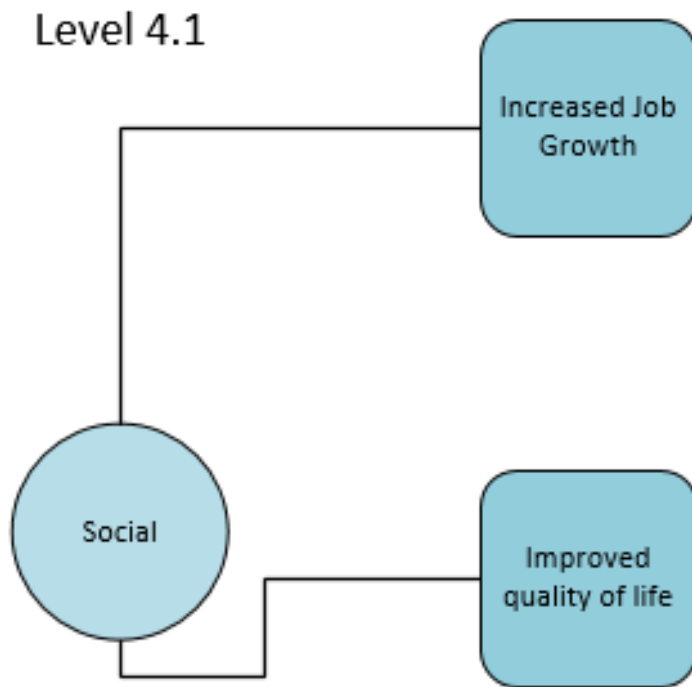 Level 4.1
Increased Job
Growth
Social
Improved
quality of life